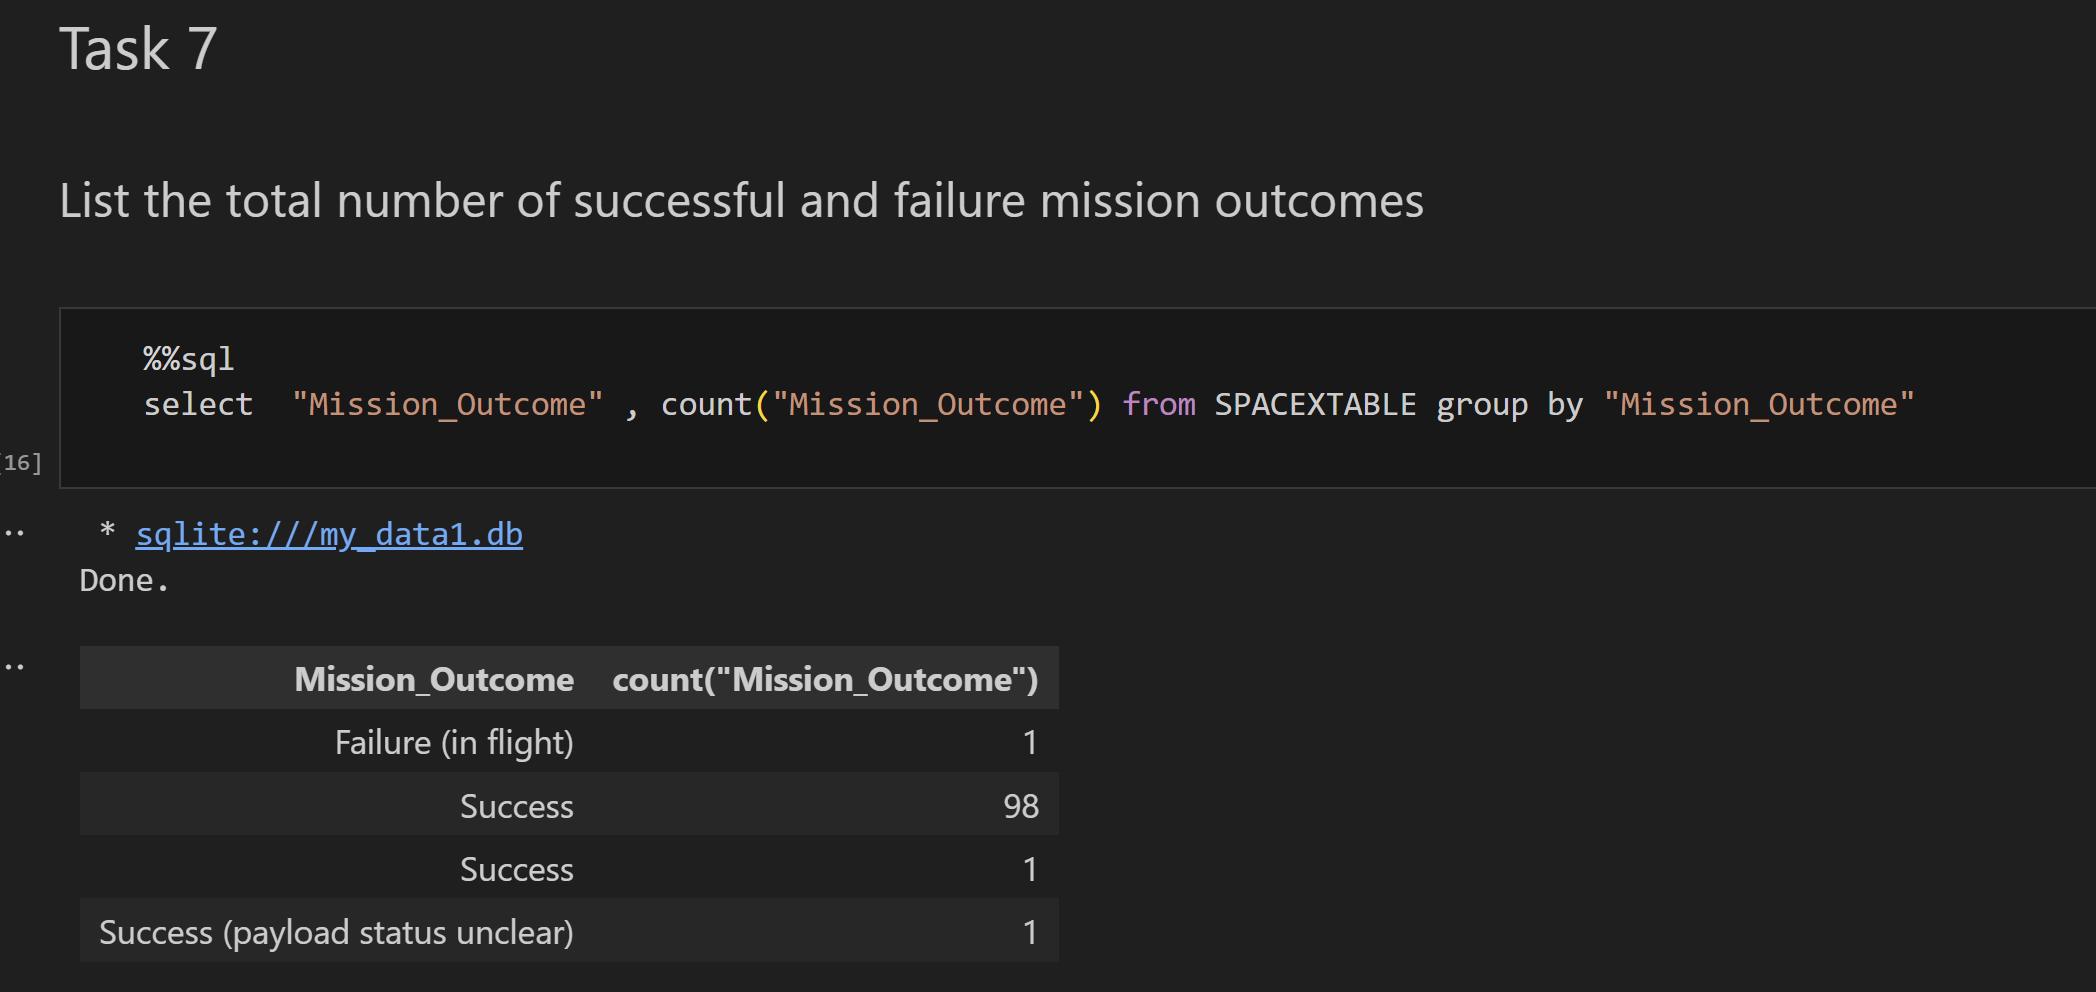 Task 7
List the total number of successful and failure mission outcomes
%%sql
select  "Mission_Outcome" , count("Mission_Outcome") from SPACEXTABLE group by "Mission_Outcome"
[16]
.. * sqlite:///my_data1.db
Done.
.. Mission_Outcome count("Mission_Outcome")
Failure (in flight) 1
Success 98
Success 1
Success (payload status unclear) 1